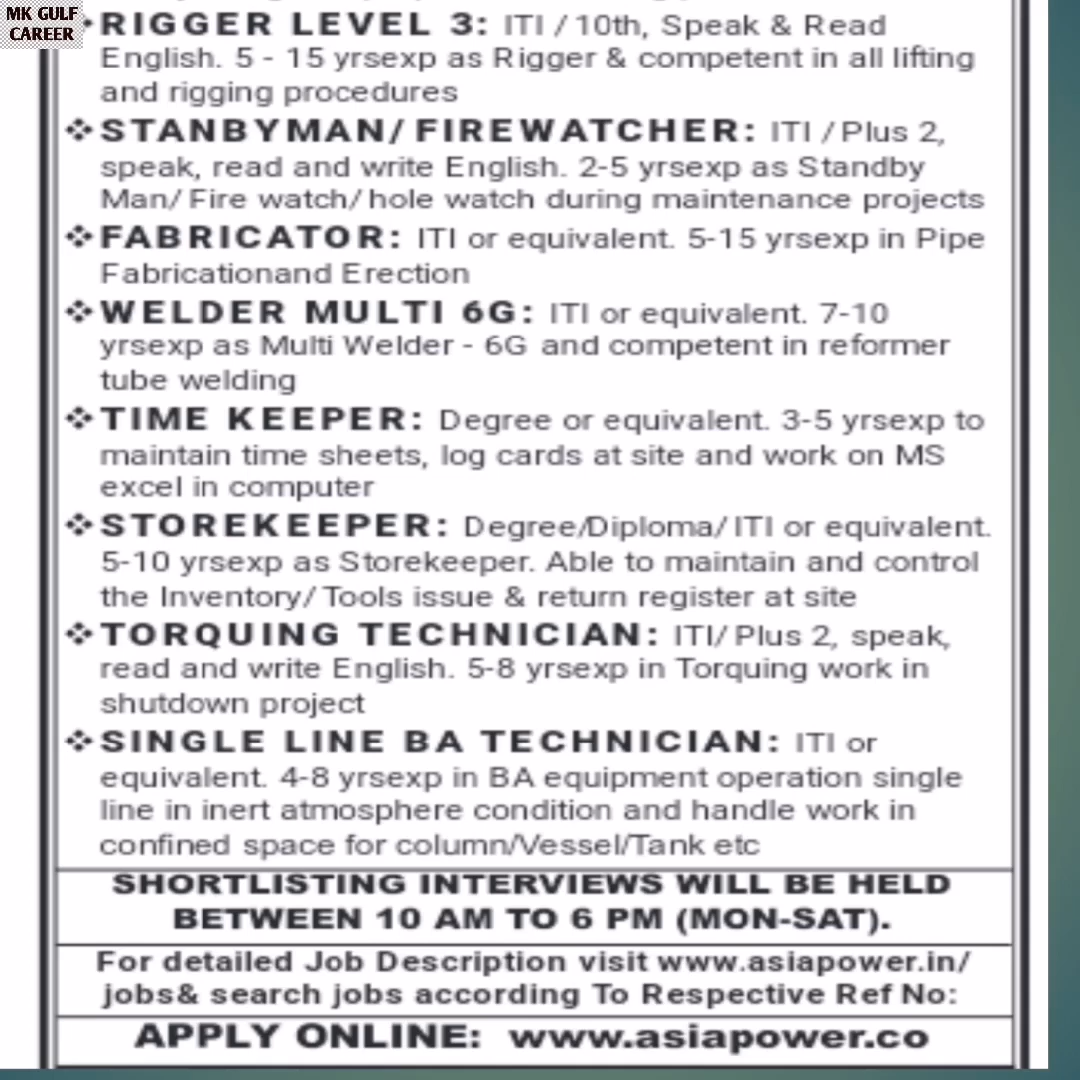 MK GULF
CAREER
❖RIGGER LEVEL 3: ITI / 10th, Speak & Read
English. 5 - 15 yrsexp as Rigger & competent in all lifting
and rigging procedures
❖STANBYMAN/ FIREWATCHER: ITI / Plus 2,
speak, read and write English. 2-5 yrsexp as Standby
Man/ Fire watch/ hole watch during maintenance projects
❖FABRICATOR: ITI or equivalent. 5-15 yrsexp in Pipe
Fabricationand Erection
❖WELDER MULTI 6G: ITI or equivalent. 7-10
yrsexp as Multi Welder - 6G and competent in reformer
tube welding
❖TIME KEEPER: Degree or equivalent. 3-5 yrsexp to
maintain time sheets, log cards at site and work on MS
excel in computer
❖STOREKEEPER: Degree/Diploma/ ITI or equivalent.
5-10 yrsexp as Storekeeper. Able to maintain and control
the Inventory/ Tools issue & return register at site
❖TORQUING TECHNICIAN: ITI/ Plus 2, speak,
read and write English. 5-8 yrsexp in Torquing work in
shutdown project
❖SINGLE LINE BA TECHNICIAN: ITI or
equivalent. 4-8 yrsexp in BA equipment operation single
line in inert atmosphere condition and handle work in
confined space for column/Vessel/Tank etc
SHORTLISTING INTERVIEWS WILL BE HELD
BETWEEN 10 AM TO 6 PM (MON-SAT).
For detailed Job Description visit www.asiapower.in/
jobs& search jobs according To Respective Ref No:
APPLY ONLINE: www.asiapower.co